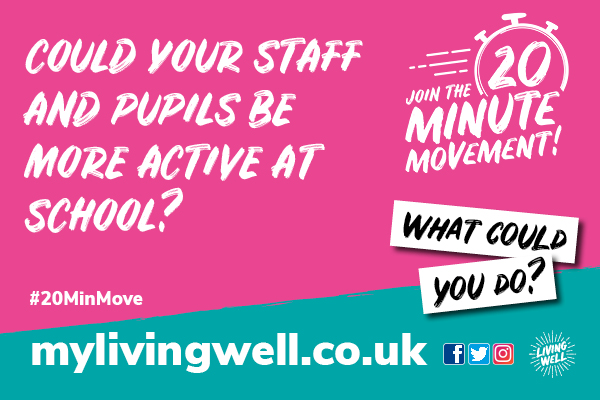 COULD YOUR STAFF
AND PUPILS BE
MORE ACTIVE AT
SCHOOL?
20
JOIN THE
MINUTE
MOVEMENT!
WHAT COULD
YOU DO?
#20MinMove
mylivingwell.co.uk
LIVING
WELL